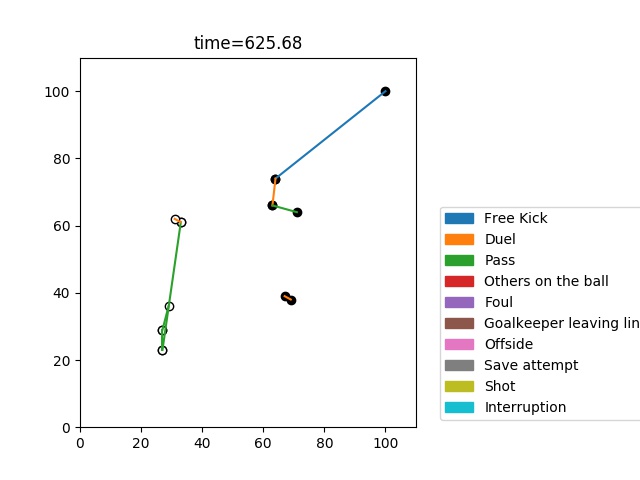 time=625.68
100
80
60
40
20
0
0 20 40 60 80 100
Free Kick
Duel
Pass
Others on the ball
Foul
Goalkeeper leaving lin
Offside
Save attempt
Shot
Interruption